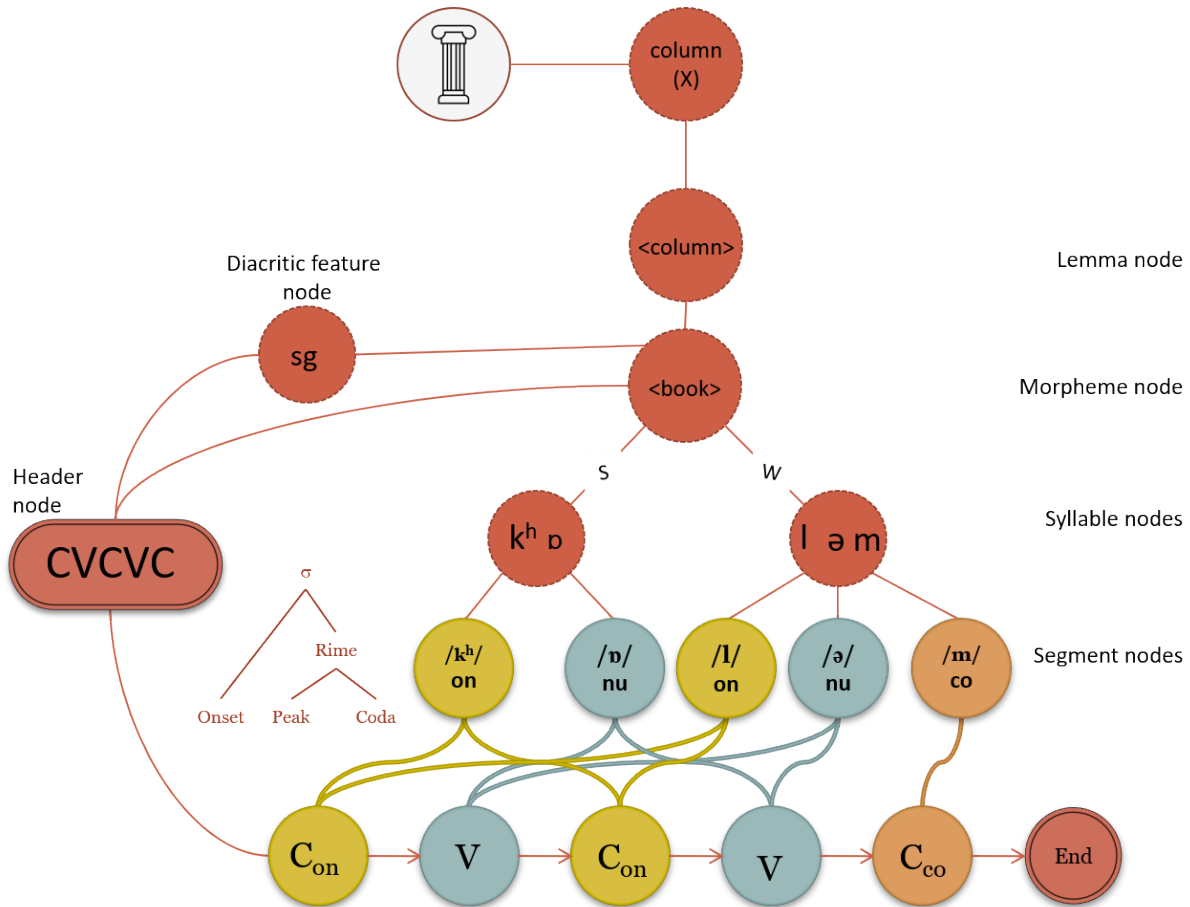 column
(X)
<column>
Lemma node
Diacritic feature
node
sg
<book>
Morpheme node
s
w
Header
node
CVCVC
kʰ ɒ
l ə m
Syllable nodes
σ
Rime
Onset
Peak
Coda
/kʰ/
on
/ɒ/
nu
/l/
on
/ə/
nu
/m/
co
Segment nodes
Con
V
Con
V
Cco
End